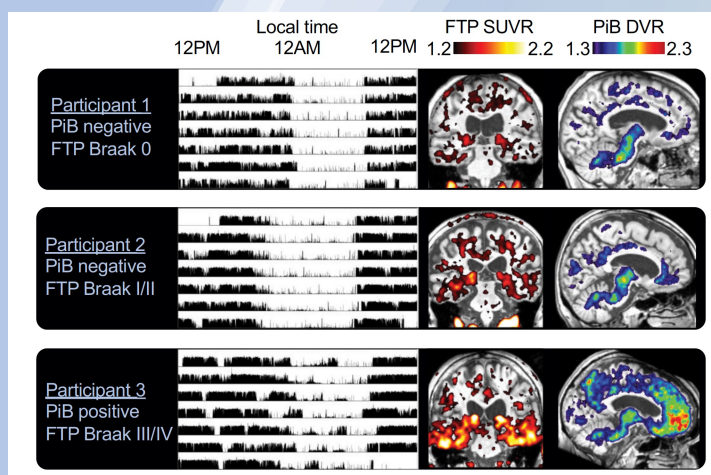 Local time
12PM 12AM 12PM
FTP SUVR
1.2 2.2
PiB DVR
1.3 2.3
Participant 1
PiB negative
FTP Braak 0
Participant 2
PiB negative
FTP Braak I/II
Participant 3
PiB positive
FTP Braak III/IV